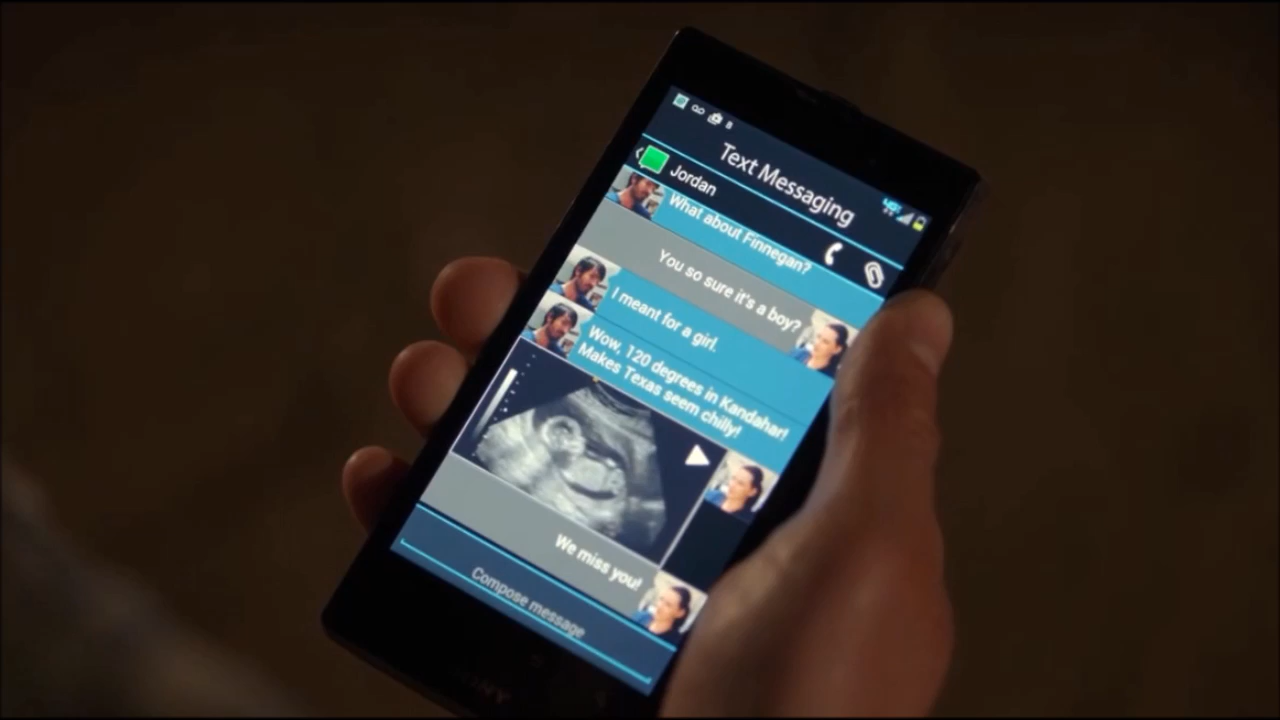 Text Messaging
Jordan
What about Finnegan?
You so sure it's a boy?
I meant for a girl.
Wow, 120 degrees in Kandahar!
Makes Texas seem chilly!
We miss you!
Compose message